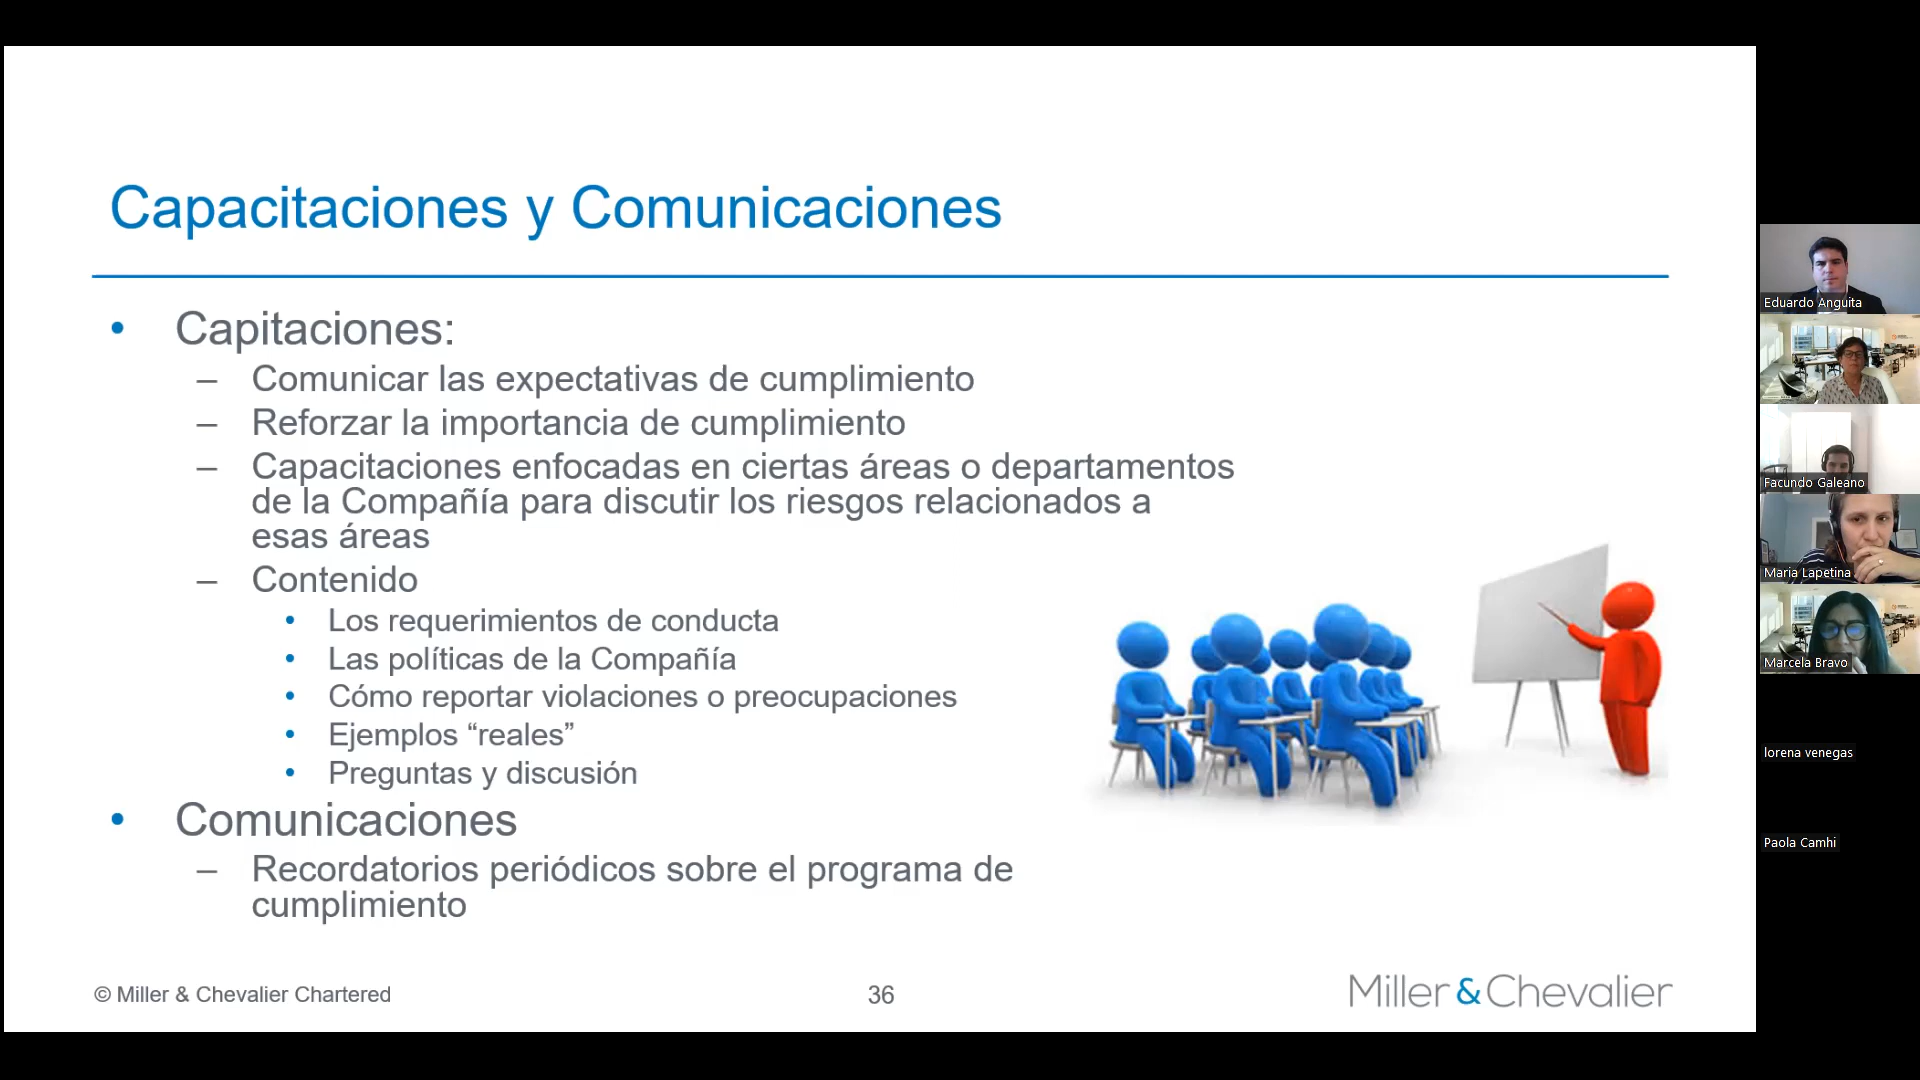 Capacitaciones y Comunicaciones
• Capitaciones:
– Comunicar las expectativas de cumplimiento
– Reforzar la importancia de cumplimiento
– Capacitaciones enfocadas en ciertas áreas o departamentos
de la Compañía para discutir los riesgos relacionados a
esas áreas
– Contenido
• Los requerimientos de conducta
• Las políticas de la Compañía
• Cómo reportar violaciones o preocupaciones
• Ejemplos “reales”
• Preguntas y discusión
• Comunicaciones
– Recordatorios periódicos sobre el programa de
cumplimiento
© Miller & Chevalier Chartered
36
Miller & Chevalier
Eduardo Anguita
Facundo Galeano
Maria Lapetina
Marcela Bravo
lorena venegas
Paola Camhi